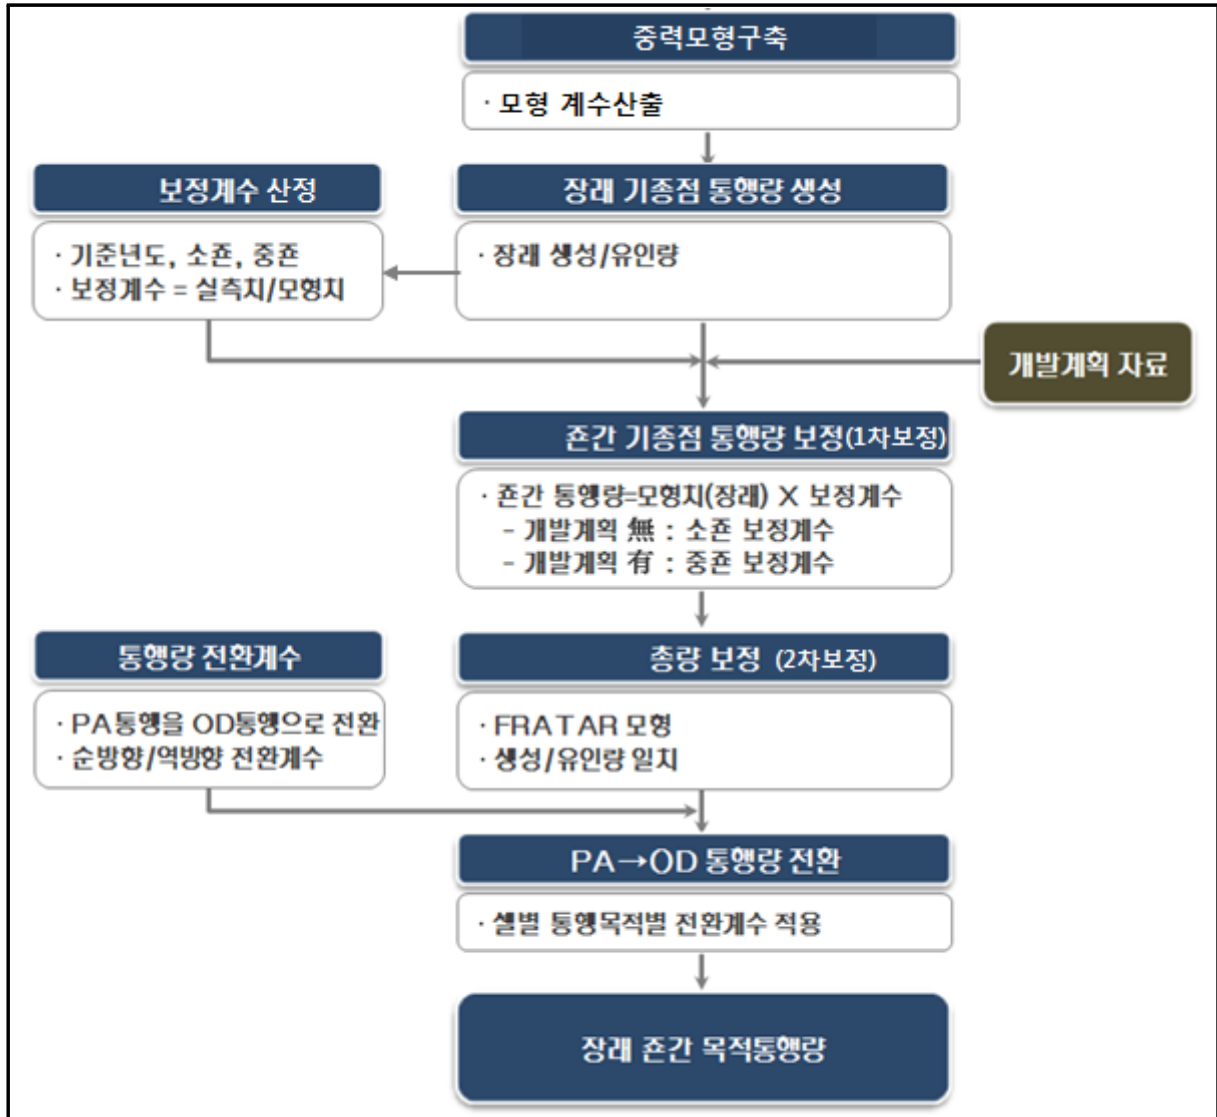 중력모형구축
· 모형 계수산출
보정계수 산정
· 기준년도, 소죤, 중죤
· 보정계수 = 실측치/모형치
장래 기종점 통행량 생성
· 장래 생성/유인량
개발계획 자료
죤간 기종점 통행량 보정(1차보정)
· 죤간 통행량=모형치(장래) X 보정계수
- 개발계획 無 : 소죤 보정계수
- 개발계획 有 : 중죤 보정계수
통행량 전환계수
· PA통행을 OD통행으로 전환
· 순방향/역방향 전환계수
총량 보정 (2차보정)
· FRATAR 모형
· 생성/유인량 일치
PA→OD 통행량 전환
· 셀별 통행목적별 전환계수 적용
장래 죤간 목적통행량